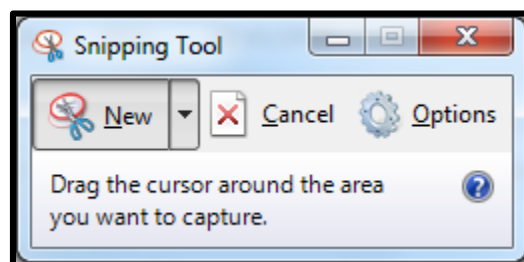 Snipping Tool
New Cancel Options
Drag the cursor around the area
you want to capture.